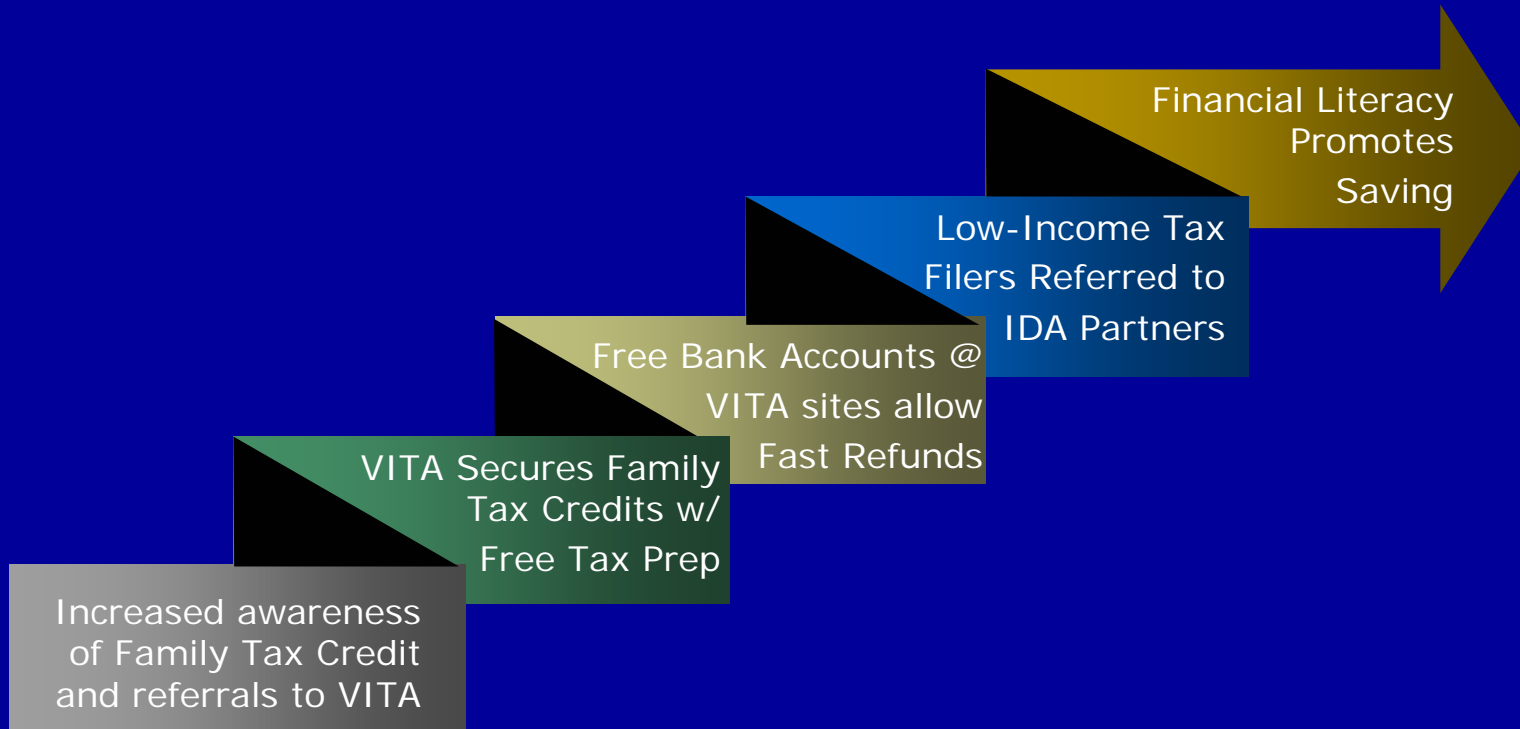 Financial Literacy
Promotes
Saving
Low-Income Tax
Filers Referred to
IDA Partners
Free Bank Accounts @
VITA sites allow
Fast Refunds
VITA Secures Family
Tax Credits w/
Free Tax Prep
Increased awareness
of Family Tax Credit
and referrals to VITA